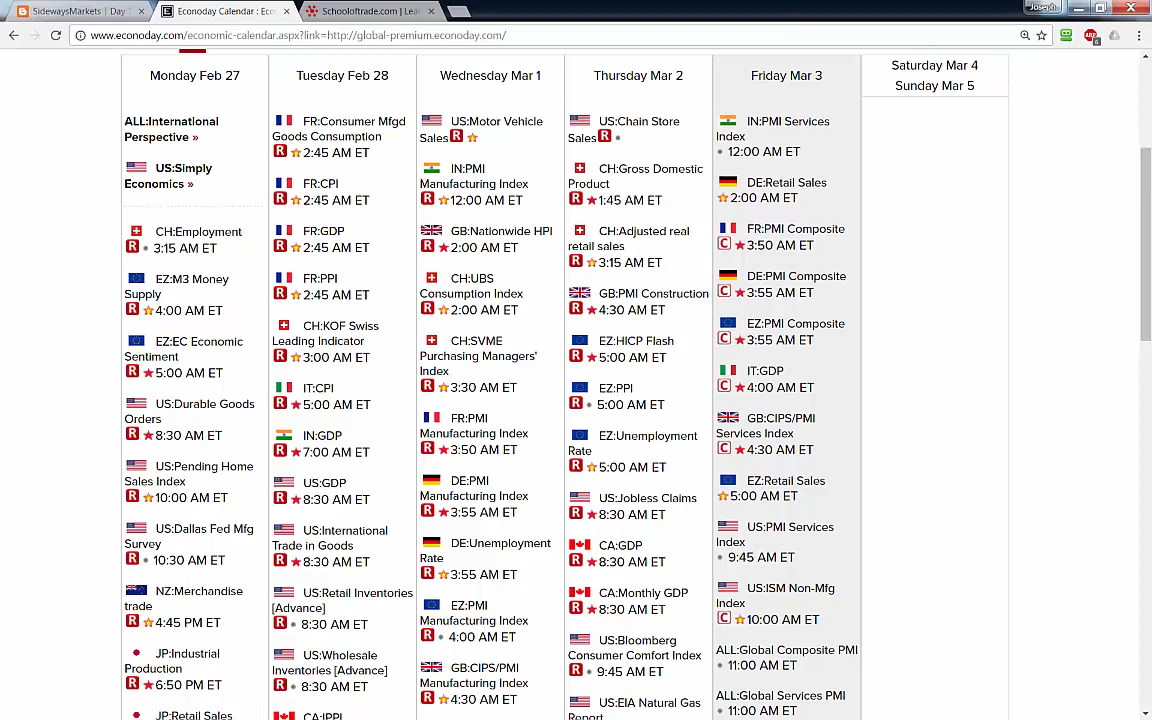 SidewaysMarkets | Day T
Econoday Calendar : Eco
Schooloftrade.com | Lea
Joseph
www.econoday.com/economic-calendar.aspx?link=http://global-premium.econoday.com/
6
Monday Feb 27
ALL:International
Perspective »
US:Simply
Economics »
CH:Employment
R 3:15 AM ET
EZ:M3 Money
Supply
R 4:00 AM ET
EZ:EC Economic
Sentiment
R 5:00 AM ET
US:Durable Goods
Orders
R 8:30 AM ET
US:Pending Home
Sales Index
R 10:00 AM ET
US:Dallas Fed Mfg
Survey
R 10:30 AM ET
NZ:Merchandise
trade
R 4:45 PM ET
JP:Industrial
Production
R 6:50 PM ET
JP:Retail Sales
Tuesday Feb 28
FR:Consumer Mfgd
Goods Consumption
R 2:45 AM ET
FR:CPI
R 2:45 AM ET
FR:GDP
R 2:45 AM ET
FR:PPI
R 2:45 AM ET
CH:KOF Swiss
Leading Indicator
R 3:00 AM ET
IT:CPI
R 5:00 AM ET
IN:GDP
R 7:00 AM ET
US:GDP
R 8:30 AM ET
US:International
Trade in Goods
R 8:30 AM ET
US:Retail Inventories
[Advance]
R 8:30 AM ET
US:Wholesale
Inventories [Advance]
R 8:30 AM ET
CA:IPPI
Wednesday Mar 1
US:Motor Vehicle
Sales R
IN:PMI
Manufacturing Index
R 12:00 AM ET
GB:Nationwide HPI
R 2:00 AM ET
CH:UBS
Consumption Index
R 2:00 AM ET
CH:SVME
Purchasing Managers'
Index
R 3:30 AM ET
FR:PMI
Manufacturing Index
R 3:50 AM ET
DE:PMI
Manufacturing Index
R 3:55 AM ET
DE:Unemployment
Rate
R 3:55 AM ET
EZ:PMI
Manufacturing Index
R 4:00 AM ET
GB:CIPS/PMI
Manufacturing Index
R 4:30 AM ET
Thursday Mar 2
US:Chain Store
Sales R
CH:Gross Domestic
Product
R 1:45 AM ET
CH:Adjusted real
retail sales
R 3:15 AM ET
GB:PMI Construction
R 4:30 AM ET
EZ:HICP Flash
R 5:00 AM ET
EZ:PPI
R 5:00 AM ET
EZ:Unemployment
Rate
R 5:00 AM ET
US:Jobless Claims
R 8:30 AM ET
CA:GDP
R 8:30 AM ET
CA:Monthly GDP
R 8:30 AM ET
US:Bloomberg
Consumer Comfort Index
R 9:45 AM ET
US:EIA Natural Gas
Report
Friday Mar 3
IN:PMI Services
Index
12:00 AM ET
DE:Retail Sales
2:00 AM ET
FR:PMI Composite
C 3:50 AM ET
DE:PMI Composite
C 3:55 AM ET
EZ:PMI Composite
C 3:55 AM ET
IT:GDP
C 4:00 AM ET
GB:CIPS/PMI
Services Index
C 4:30 AM ET
EZ:Retail Sales
5:00 AM ET
US:PMI Services
Index
9:45 AM ET
US:ISM Non-Mfg
Index
C 10:00 AM ET
ALL:Global Composite PMI
11:00 AM ET
ALL:Global Services PMI
11:00 AM ET
Saturday Mar 4
Sunday Mar 5